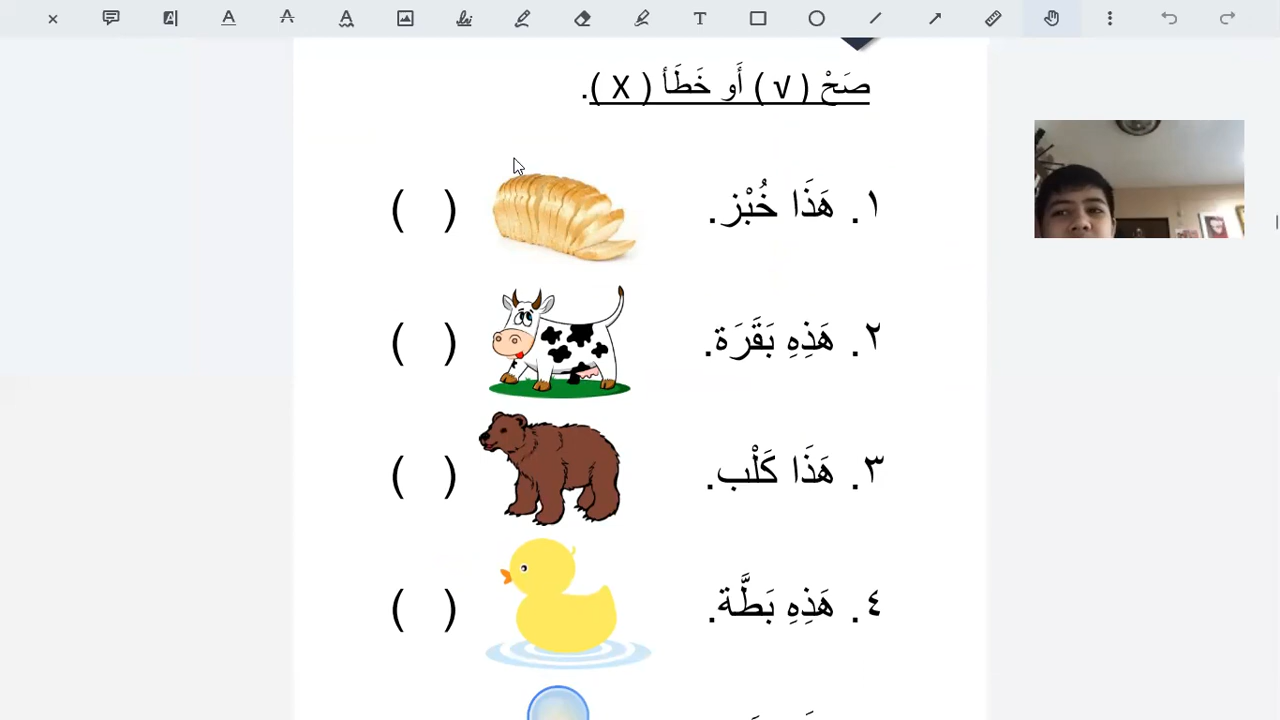 صَحْ ( √ ) أَو خَطَأ ( X ).
١. هَذَا خُبْز. ( )
٢. هَذِهِ بَقَرَة. ( )
٣. هَذَا كَلْب. ( )
٤. هَذِهِ بَطَّة. ( )